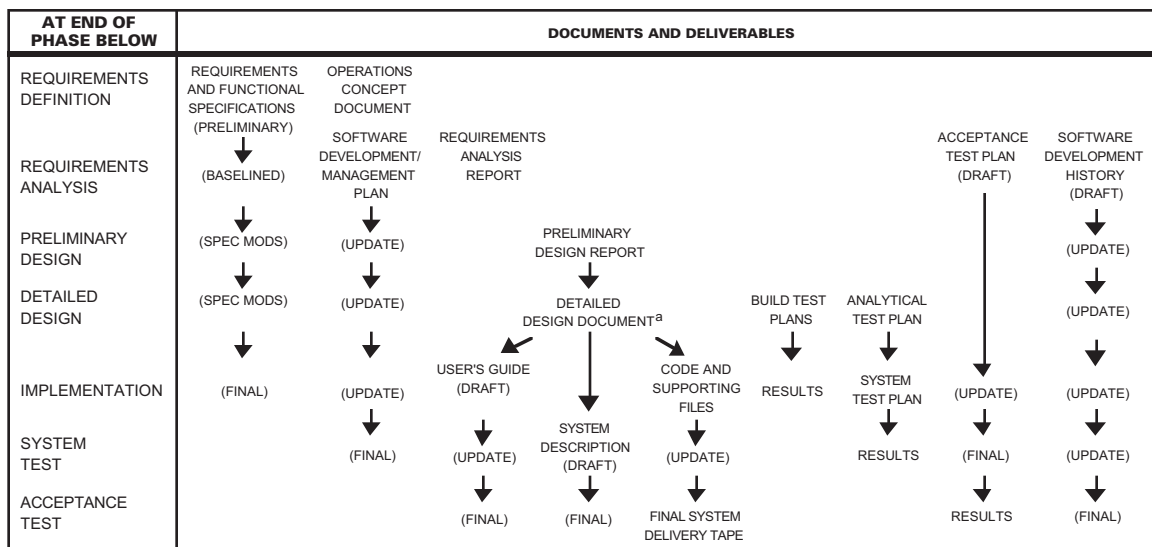 AT END OF
PHASE BELOW
DOCUMENTS AND DELIVERABLES
REQUIREMENTS
DEFINITION
REQUIREMENTS
AND FUNCTIONAL
SPECIFICATIONS
(PRELIMINARY)
OPERATIONS
CONCEPT
DOCUMENT
REQUIREMENTS
ANALYSIS
(BASELINED)
SOFTWARE
DEVELOPMENT/
MANAGEMENT
PLAN
REQUIREMENTS
ANALYSIS
REPORT
ACCEPTANCE
TEST PLAN
(DRAFT)
SOFTWARE
DEVELOPMENT
HISTORY
(DRAFT)
PRELIMINARY
DESIGN
(SPEC MODS)
(UPDATE)
PRELIMINARY
DESIGN REPORT
(UPDATE)
DETAILED
DESIGN
(SPEC MODS)
(UPDATE)
DETAILED
DESIGN DOCUMENTa
BUILD TEST
PLANS
ANALYTICAL
TEST PLAN
(UPDATE)
IMPLEMENTATION
(FINAL)
(UPDATE)
USER'S GUIDE
(DRAFT)
CODE AND
SUPPORTING
FILES
RESULTS
SYSTEM
TEST PLAN
(UPDATE)
(UPDATE)
SYSTEM
TEST
(FINAL)
(UPDATE)
SYSTEM
DESCRIPTION
(DRAFT)
(UPDATE)
RESULTS
(FINAL)
(UPDATE)
ACCEPTANCE
TEST
(FINAL)
(FINAL)
FINAL SYSTEM
DELIVERY TAPE
RESULTS
(FINAL)